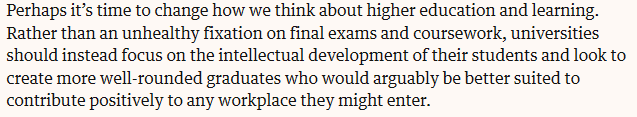 Perhaps it’s time to change how we think about higher education and learning.
Rather than an unhealthy fixation on final exams and coursework, universities
should instead focus on the intellectual development of their students and look to
create more well-rounded graduates who would arguably be better suited to
contribute positively to any workplace they might enter.